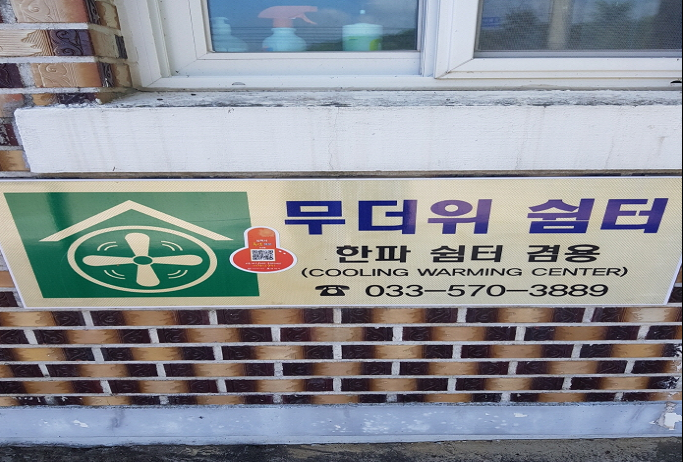 무더위 쉼터
한파 쉼터 겸용
(COOLING WARMING CENTER)
☎ 033-570-3889